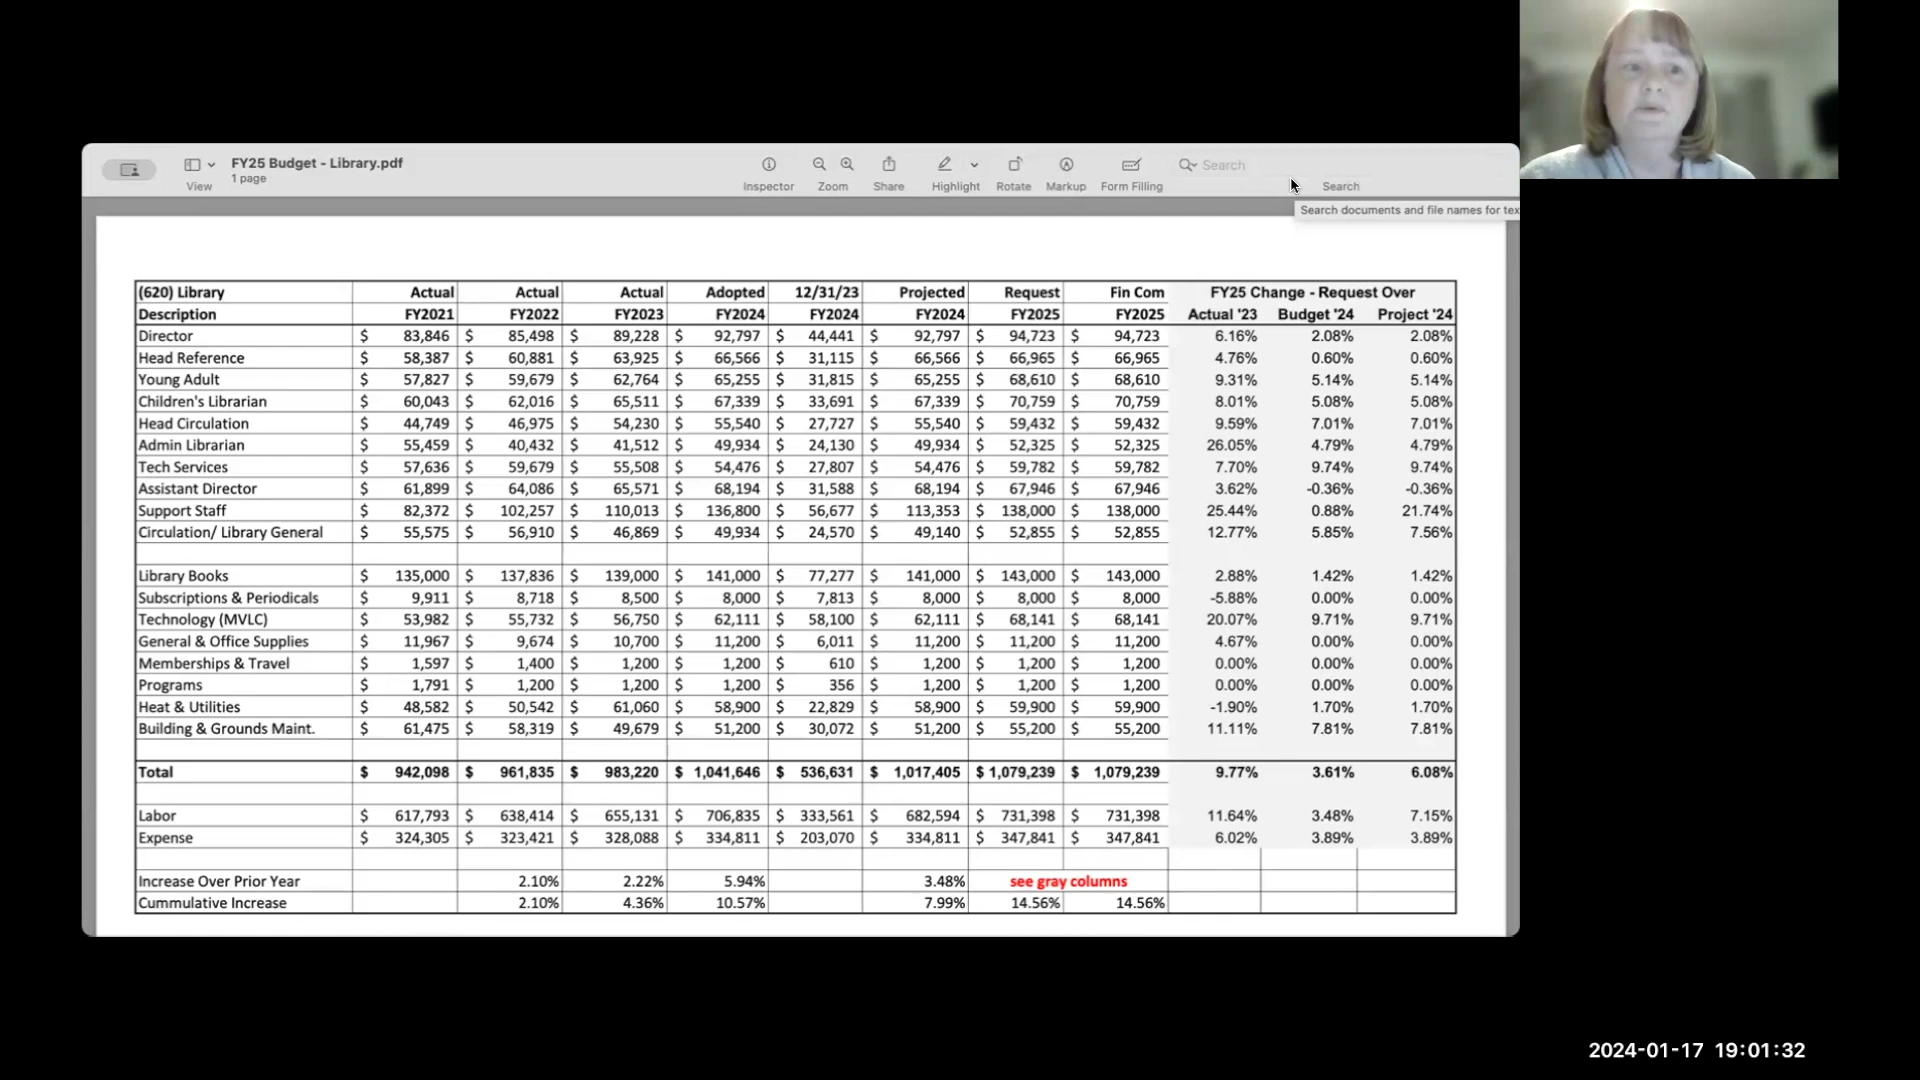 FY25 Budget - Library.pdf
1 page
View Inspector Zoom Share Highlight Rotate Markup Form Filling Search
Search
Search documents and file names for tex
(620) Library Actual Actual Actual Adopted 12/31/23 Projected Request Fin Com FY25 Change - Request Over
Description FY2021 FY2022 FY2023 FY2024 FY2024 FY2024 FY2025 FY2025 Actual '23 Budget '24 Project '24
Director $ 83,846 $ 85,498 $ 89,228 $ 92,797 $ 44,441 $ 92,797 $ 94,723 $ 94,723 6.16% 2.08% 2.08%
Head Reference $ 58,387 $ 60,881 $ 63,925 $ 66,566 $ 31,115 $ 66,566 $ 66,965 $ 66,965 4.76% 0.60% 0.60%
Young Adult $ 57,827 $ 59,679 $ 62,764 $ 65,255 $ 31,815 $ 65,255 $ 68,610 $ 68,610 9.31% 5.14% 5.14%
Children's Librarian $ 60,043 $ 62,016 $ 65,511 $ 67,339 $ 33,691 $ 67,339 $ 70,759 $ 70,759 8.01% 5.08% 5.08%
Head Circulation $ 44,749 $ 46,975 $ 54,230 $ 55,540 $ 27,727 $ 55,540 $ 59,432 $ 59,432 9.59% 7.01% 7.01%
Admin Librarian $ 55,459 $ 40,432 $ 41,512 $ 49,934 $ 24,130 $ 49,934 $ 52,325 $ 52,325 26.05% 4.79% 4.79%
Tech Services $ 57,636 $ 59,679 $ 55,508 $ 54,476 $ 27,807 $ 54,476 $ 59,782 $ 59,782 7.70% 9.74% 9.74%
Assistant Director $ 61,899 $ 64,086 $ 65,571 $ 68,194 $ 31,588 $ 68,194 $ 67,946 $ 67,946 3.62% -0.36% -0.36%
Support Staff $ 82,372 $ 102,257 $ 110,013 $ 136,800 $ 56,677 $ 113,353 $ 138,000 $ 138,000 25.44% 0.88% 21.74%
Circulation/ Library General $ 55,575 $ 56,910 $ 46,869 $ 49,934 $ 24,570 $ 49,140 $ 52,855 $ 52,855 12.77% 5.85% 7.56%
Library Books $ 135,000 $ 137,836 $ 139,000 $ 141,000 $ 77,277 $ 141,000 $ 143,000 $ 143,000 2.88% 1.42% 1.42%
Subscriptions & Periodicals $ 9,911 $ 8,718 $ 8,500 $ 8,000 $ 7,813 $ 8,000 $ 8,000 $ 8,000 -5.88% 0.00% 0.00%
Technology (MVLC) $ 53,982 $ 55,732 $ 56,750 $ 62,111 $ 58,100 $ 62,111 $ 68,141 $ 68,141 20.07% 9.71% 9.71%
General & Office Supplies $ 11,967 $ 9,674 $ 10,700 $ 11,200 $ 6,011 $ 11,200 $ 11,200 $ 11,200 4.67% 0.00% 0.00%
Memberships & Travel $ 1,597 $ 1,400 $ 1,200 $ 1,200 $ 610 $ 1,200 $ 1,200 $ 1,200 0.00% 0.00% 0.00%
Programs $ 1,791 $ 1,200 $ 1,200 $ 1,200 $ 356 $ 1,200 $ 1,200 $ 1,200 0.00% 0.00% 0.00%
Heat & Utilities $ 48,582 $ 50,542 $ 61,060 $ 58,900 $ 22,829 $ 58,900 $ 59,900 $ 59,900 -1.90% 1.70% 1.70%
Building & Grounds Maint. $ 61,475 $ 58,319 $ 49,679 $ 51,200 $ 30,072 $ 51,200 $ 55,200 $ 55,200 11.11% 7.81% 7.81%
Total $ 942,098 $ 961,835 $ 983,220 $ 1,041,646 $ 536,631 $ 1,017,405 $ 1,079,239 $ 1,079,239 9.77% 3.61% 6.08%
Labor $ 617,793 $ 638,414 $ 655,131 $ 706,835 $ 333,561 $ 682,594 $ 731,398 $ 731,398 11.64% 3.48% 7.15%
Expense $ 324,305 $ 323,421 $ 328,088 $ 334,811 $ 203,070 $ 334,811 $ 347,841 $ 347,841 6.02% 3.89% 3.89%
Increase Over Prior Year 2.10% 2.22% 5.94% 3.48% see gray columns
Cummulative Increase 2.10% 4.36% 10.57% 7.99% 14.56% 14.56%
2024-01-17 19:01:32